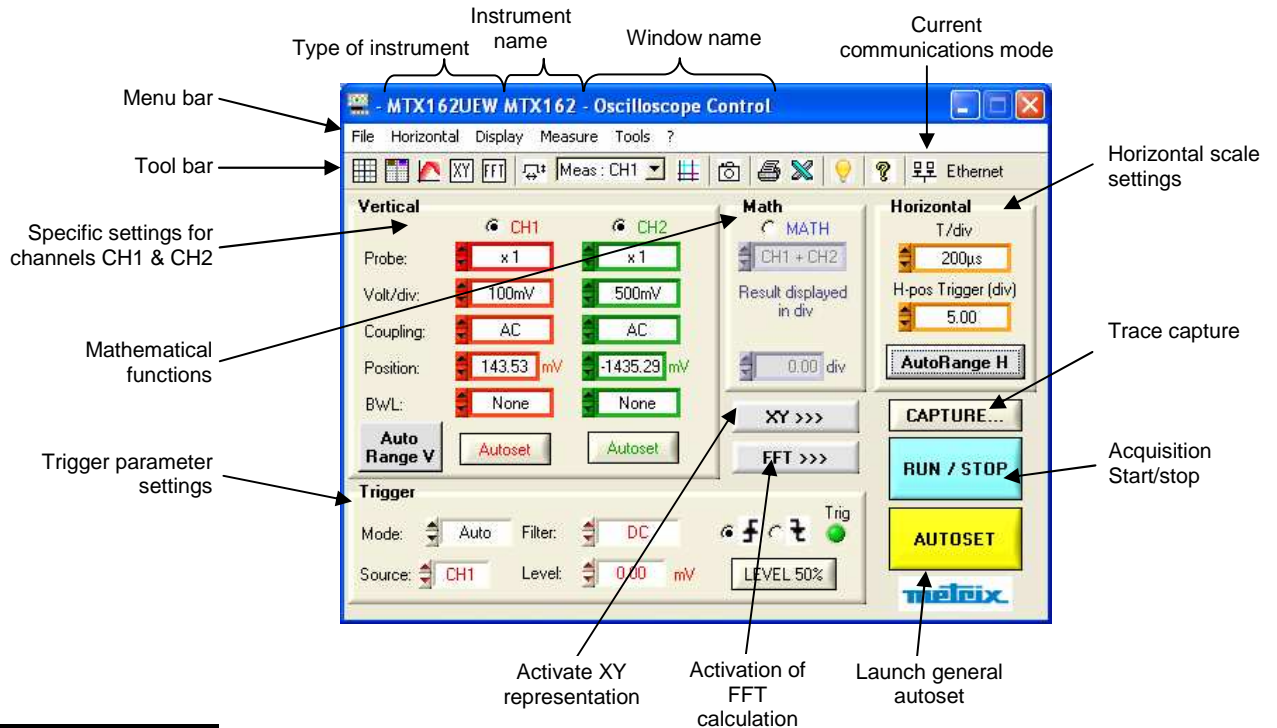 Type of instrument
Instrument
name
Window name
Current
communications mode
Menu bar
- MTX162UEW MTX162 - Oscilloscope Control
File Horizontal Display Measure Tools ?
Tool bar
XY FFT Meas : CH1 ? Ethernet
Horizontal scale
settings
Specific settings for
channels CH1 & CH2
Vertical
CH1 CH2
Probe: x 1 x 1
Volt/div: 100mV 500mV
Coupling: AC AC
Position: 143.53 mV -1435.29 mV
BWL: None None
Auto
Range V
Autoset Autoset
Math
MATH
CH1 + CH2
Result displayed
in div
0.00 div
Horizontal
T/div
200µs
H-pos Trigger (div)
5.00
AutoRange H
Mathematical
functions
Trace capture
XY >>>
FFT >>>
CAPTURE...
RUN / STOP
Acquisition
Start/stop
Trigger parameter
settings
Trigger
Mode: Auto Filter: DC Trig
Source: CH1 Level: 0.00 mV LEVEL 50%
AUTOSET
metrix
Activate XY
representation
Activation of
FFT
calculation
Launch general
autoset